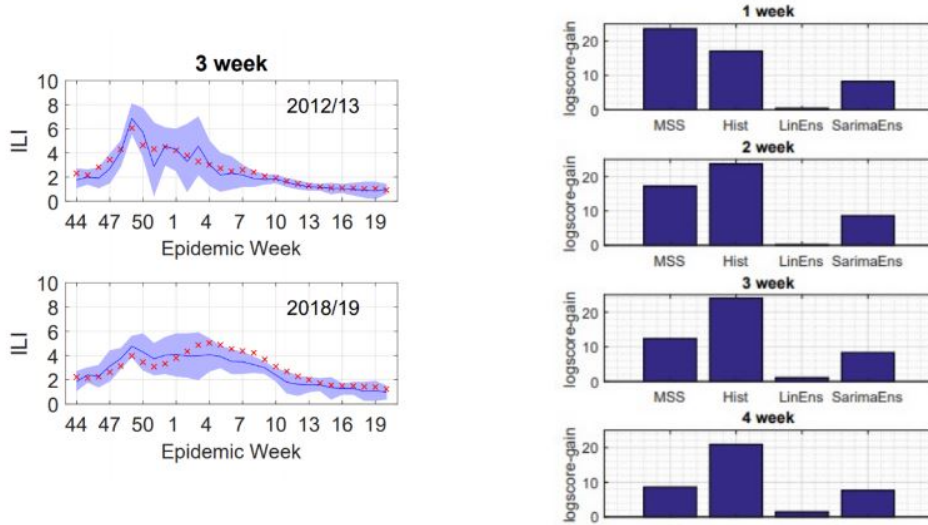 3 week
10
8
6
4
2
0
2012/13
ILI
44 47 50 1 4 7 10 13 16 19
Epidemic Week
10
8
6
4
2
0
2018/19
ILI
44 47 50 1 4 7 10 13 16 19
Epidemic Week
1 week
logscore-gain
20
10
0
MSS Hist LinEns SarimaEns
2 week
logscore-gain
20
10
0
MSS Hist LinEns SarimaEns
3 week
logscore-gain
20
10
0
MSS Hist LinEns SarimaEns
4 week
logscore-gain
20
10
0